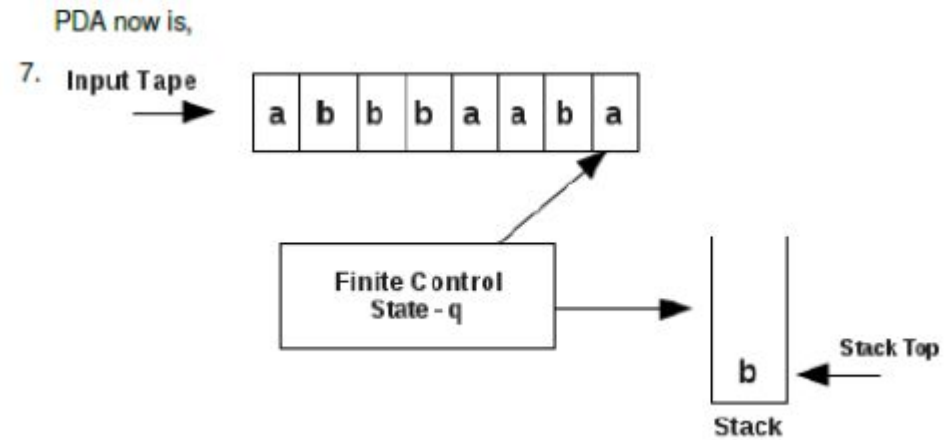 PDA now is,
7. Input Tape
a b b b a a b a
Finite Control
State - q
Stack Top
b
Stack